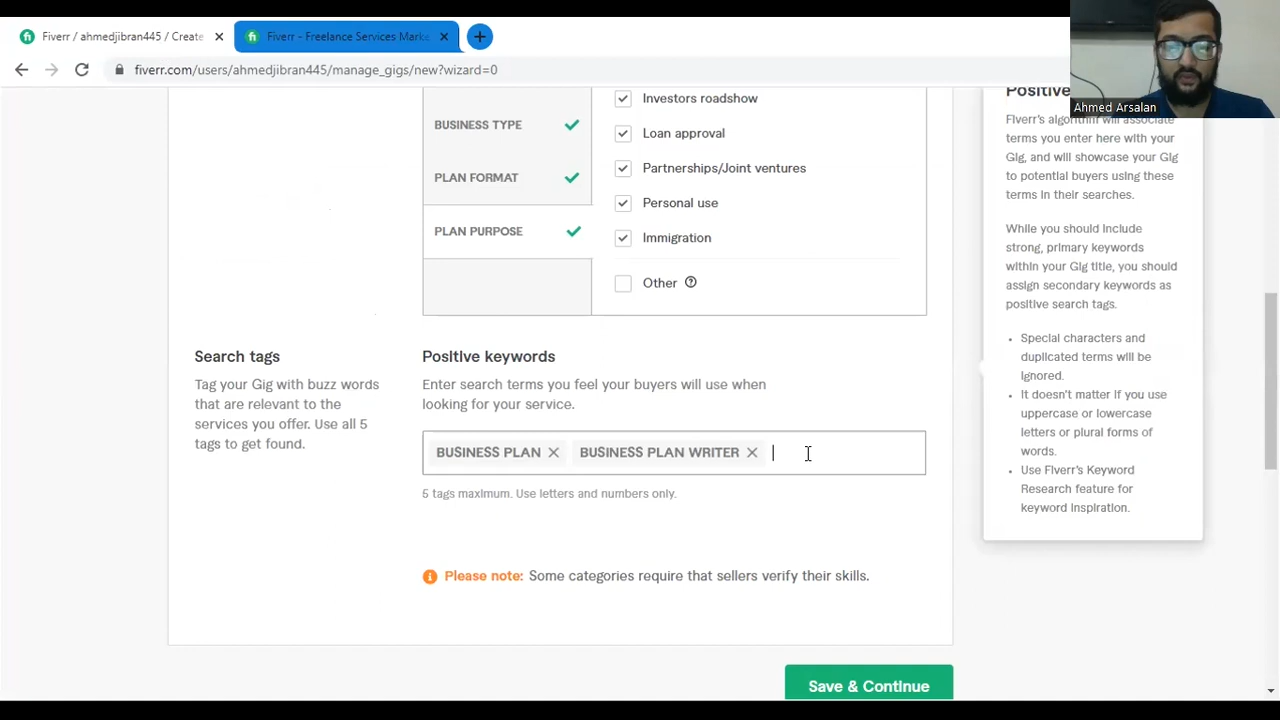 Fiverr / ahmedjibran445 / Create
Fiverr - Freelance Services Marke
fiverr.com/users/ahmedjibran445/manage_gigs/new?wizard=0
Ahmed Arsalan
BUSINESS TYPE
PLAN FORMAT
PLAN PURPOSE
Investors roadshow
Loan approval
Partnerships/Joint ventures
Personal use
Immigration
Other
Search tags
Tag your Gig with buzz words
that are relevant to the
services you offer. Use all 5
tags to get found.
Positive keywords
Enter search terms you feel your buyers will use when
looking for your service.
BUSINESS PLAN
BUSINESS PLAN WRITER
5 tags maximum. Use letters and numbers only.
Please note: Some categories require that sellers verify their skills.
Save & Continue
Positive
Fiverr's algorithm will associate
terms you enter here with your
Gig, and will showcase your Gig
to potential buyers using these
terms in their searches.
While you should include
strong, primary keywords
within your Gig title, you should
assign secondary keywords as
positive search tags.
• Special characters and
duplicated terms will be
ignored.
• It doesn't matter if you use
uppercase or lowercase
letters or plural forms of
words.
• Use Fiverr's Keyword
Research feature for
keyword inspiration.